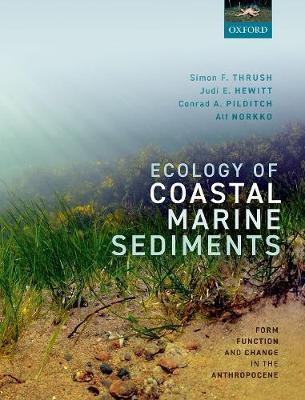 OXFORD
Simon F. THRUSH
Judi E. HEWITT
Conrad A. PILDITCH
Alf NORKKO
ECOLOGY OF
COASTAL
MARINE
SEDIMENTS
FORM
FUNCTION
AND CHANGE
IN THE
ANTHROPOCENE